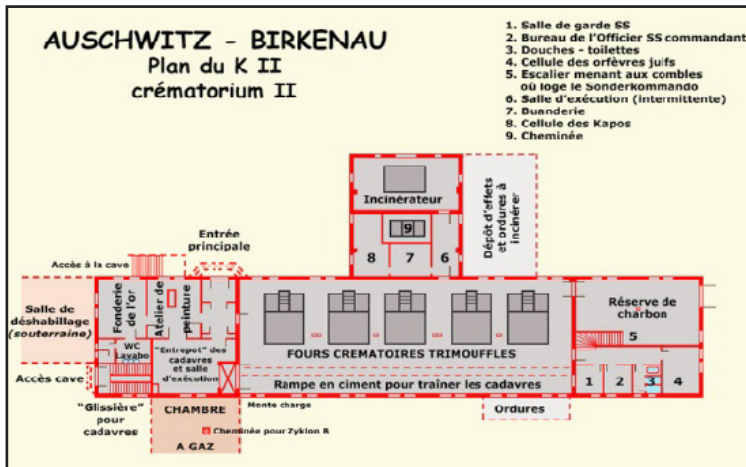 AUSCHWITZ - BIRKENAU
Plan du K II
crématorium II
1. Salle de garde SS
2. Bureau de l'Officier SS commandant
3. Douches - toilettes
4. Cellule des orfèvres juifs
5. Escalier menant aux combles
où loge le Sonderkommando
6. Salle d'exécution (intermittente)
7. Buanderie
8. Cellule des Kapos
9. Cheminée
Incinérateur
9
8
7
6
Dépôt d'effets
et ordures à
incinérer
Entrée
principale
Accès à la cave
Salle de
déshabillage
(souterraine)
Fonderie
de l'or
Atelier de
peinture
WC
Lavabo
"Entrepôt" des
cadavres et salle
d'exécution
FOURS CREMATOIRES TRIMOUFLES
Rampe en ciment pour traîner les cadavres
Réserve de
charbon
5
1
2
3
4
Accès cave
"Glissière"
pour
cadavres
CHAMBRE
A GAZ
Monte charge
Cheminée pour Zyklon B
Ordures